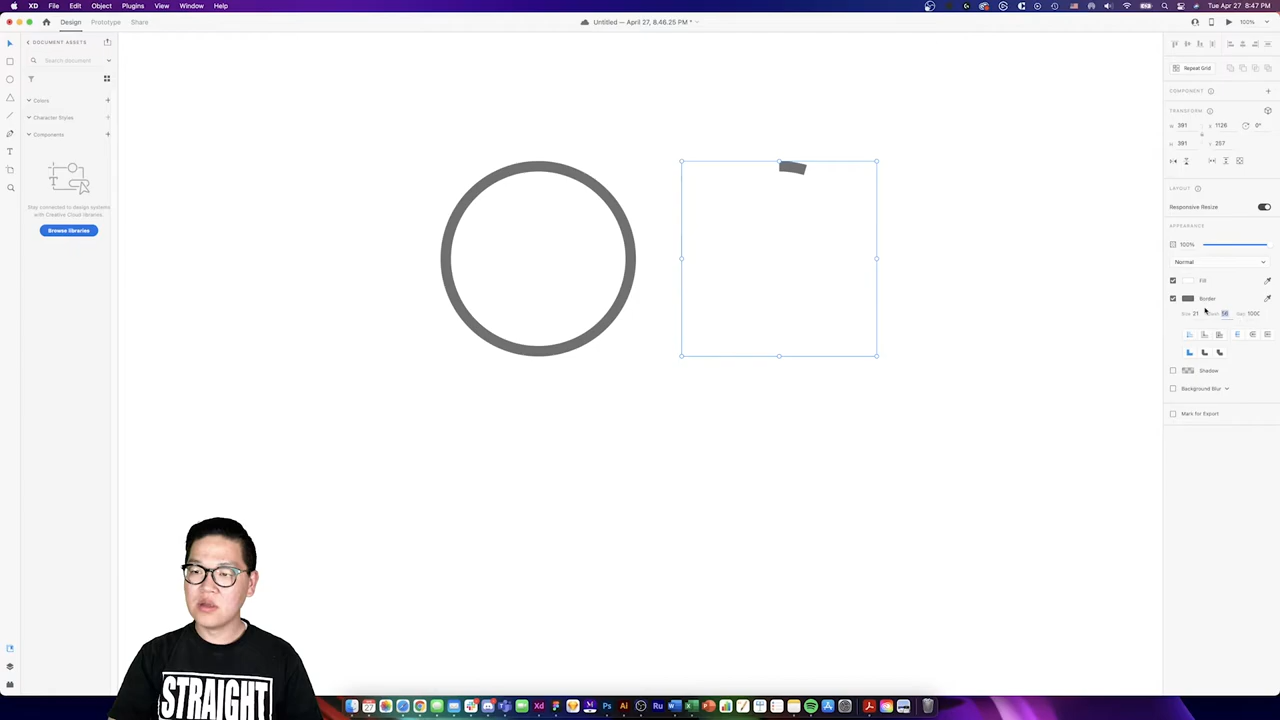 XD File Edit Object Plugins View Window Help
Tue Apr 27 8:47 PM
Design Prototype Share
Untitled — April 27, 8.46.25 PM *
100%
DOCUMENT ASSETS
Search document
Colors
Character Styles
Components
Stay connected to design systems
with Creative Cloud libraries.
Browse libraries
Repeat Grid
COMPONENT
TRANSFORM
W 391 X 1126 0°
H 391 Y 257
LAYOUT
Responsive Resize
APPEARANCE
100%
Normal
Fill
Border
Size 21 56 Gap 1000
Shadow
Background Blur
Mark for Export
STRAIGHT